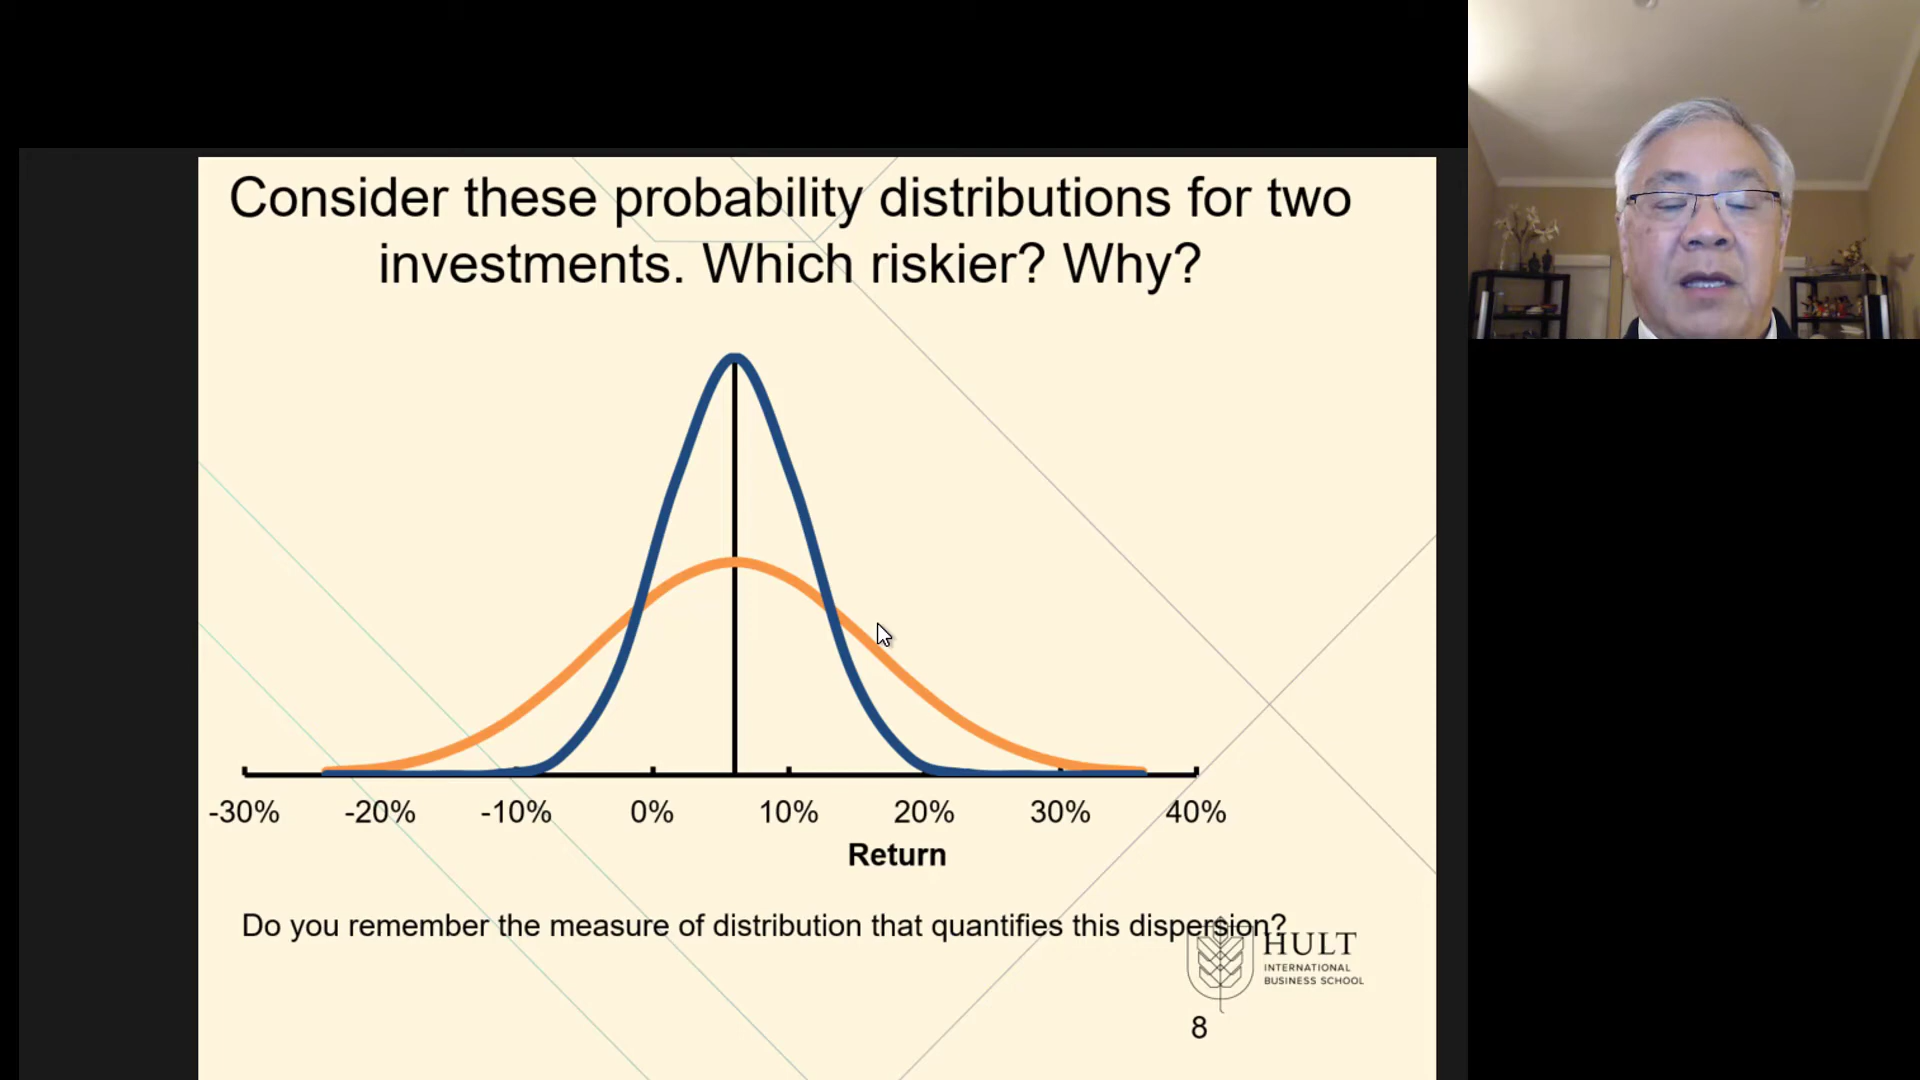 Consider these probability distributions for two
investments. Which riskier? Why?
-30% -20% -10% 0% 10% 20% 30% 40%
Return
Do you remember the measure of distribution that quantifies this dispersion?
HULT
INTERNATIONAL
BUSINESS SCHOOL
8